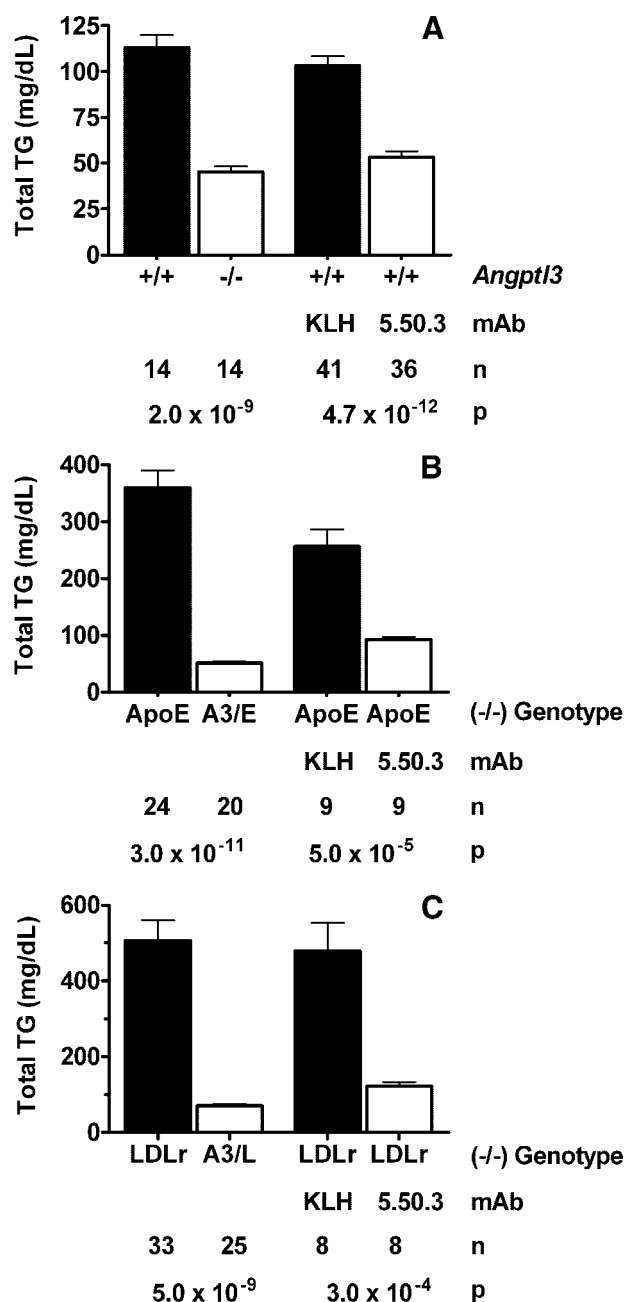 A
Total TG (mg/dL)
125
100
75
50
25
0
+/+ -/- +/+ +/+ Angptl3
KLH 5.50.3 mAb
14 14 41 36 n
2.0 x 10⁻⁹ 4.7 x 10⁻¹² p
B
Total TG (mg/dL)
400
300
200
100
0
ApoE A3/E ApoE ApoE (-/-) Genotype
KLH 5.50.3 mAb
24 20 9 9 n
3.0 x 10⁻¹¹ 5.0 x 10⁻⁵ p
C
Total TG (mg/dL)
600
400
200
0
LDLr A3/L LDLr LDLr (-/-) Genotype
KLH 5.50.3 mAb
33 25 8 8 n
5.0 x 10⁻⁹ 3.0 x 10⁻⁴ p